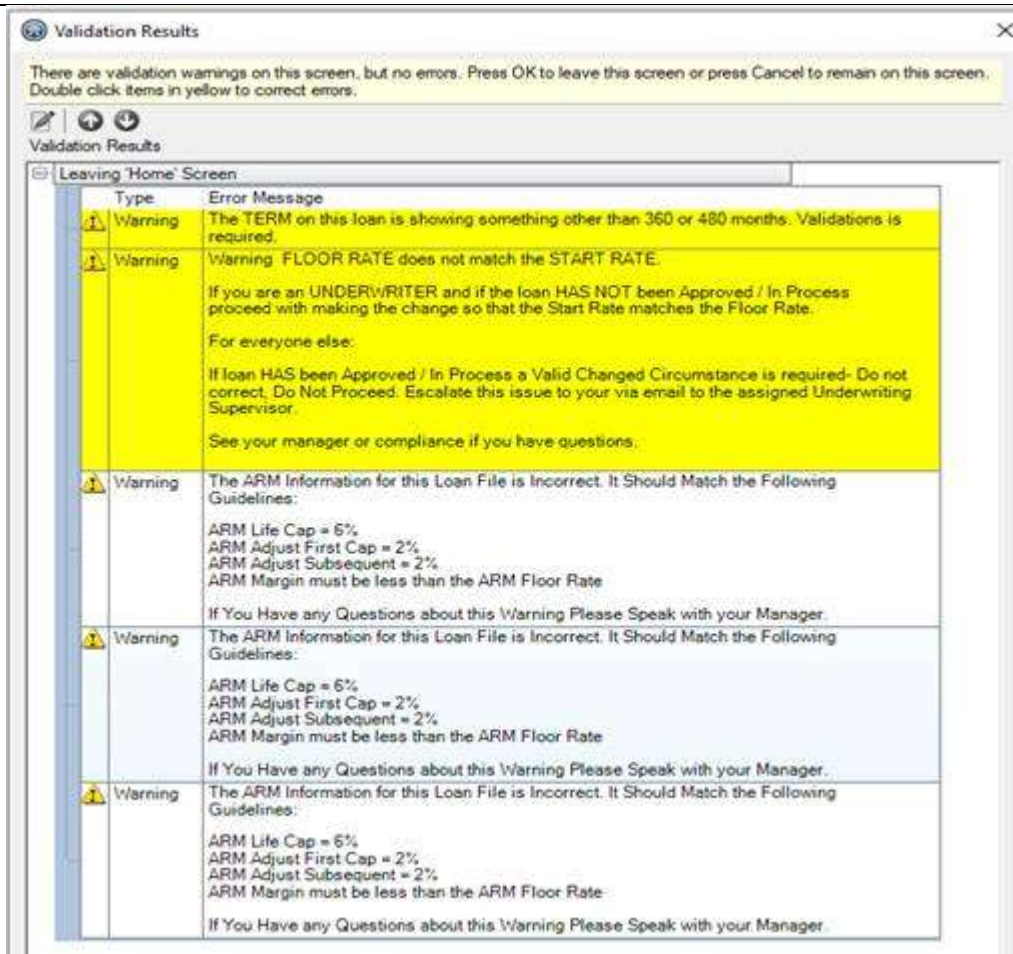 Validation Results
There are validation warnings on this screen, but no errors. Press OK to leave this screen or press Cancel to remain on this screen.
Double click items in yellow to correct errors.
Validation Results
Leaving 'Home' Screen
Type Error Message
Warning The TERM on this loan is showing something other than 360 or 480 months. Validations is
required.
Warning Warning FLOOR RATE does not match the START RATE.
If you are an UNDERWRITER and if the loan HAS NOT been Approved / In Process
proceed with making the change so that the Start Rate matches the Floor Rate.
For everyone else:
If loan HAS been Approved / In Process a Valid Changed Circumstance is required- Do not
correct, Do Not Proceed. Escalate this issue to your via email to the assigned Underwriting
Supervisor.
See your manager or compliance if you have questions.
Warning The ARM Information for this Loan File is Incorrect. It Should Match the Following
Guidelines:
ARM Life Cap = 6%
ARM Adjust First Cap = 2%
ARM Adjust Subsequent = 2%
ARM Margin must be less than the ARM Floor Rate
If You Have any Questions about this Warning Please Speak with your Manager.
Warning The ARM Information for this Loan File is Incorrect. It Should Match the Following
Guidelines:
ARM Life Cap = 6%
ARM Adjust First Cap = 2%
ARM Adjust Subsequent = 2%
ARM Margin must be less than the ARM Floor Rate
If You Have any Questions about this Warning Please Speak with your Manager.
Warning The ARM Information for this Loan File is Incorrect. It Should Match the Following
Guidelines:
ARM Life Cap = 6%
ARM Adjust First Cap = 2%
ARM Adjust Subsequent = 2%
ARM Margin must be less than the ARM Floor Rate
If You Have any Questions about this Warning Please Speak with your Manager.